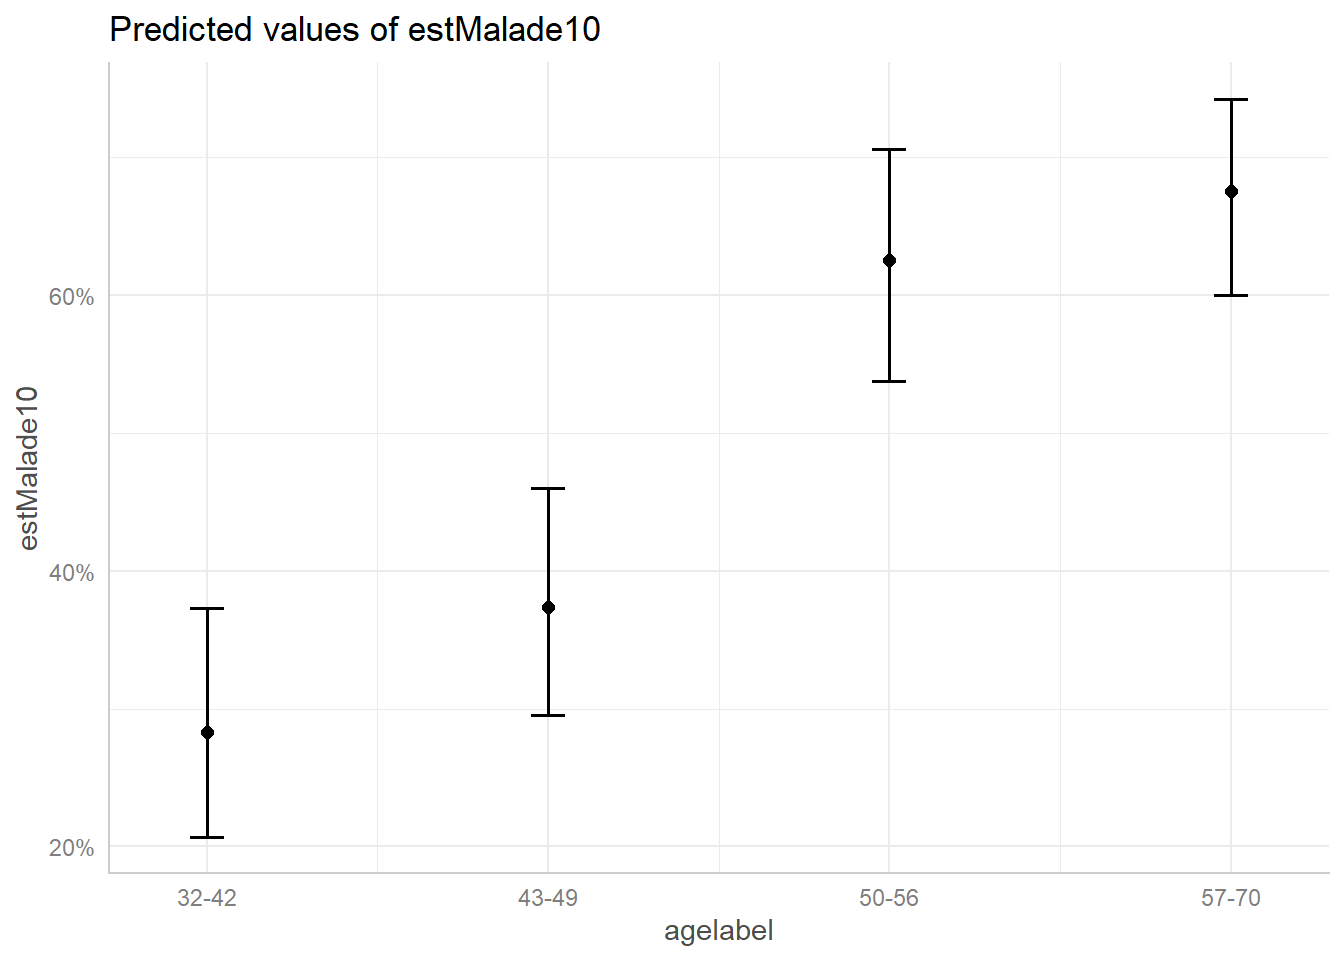 Predicted values of estMalade10
60%
40%
20%
estMalade10
32-42 43-49 50-56 57-70
agelabel